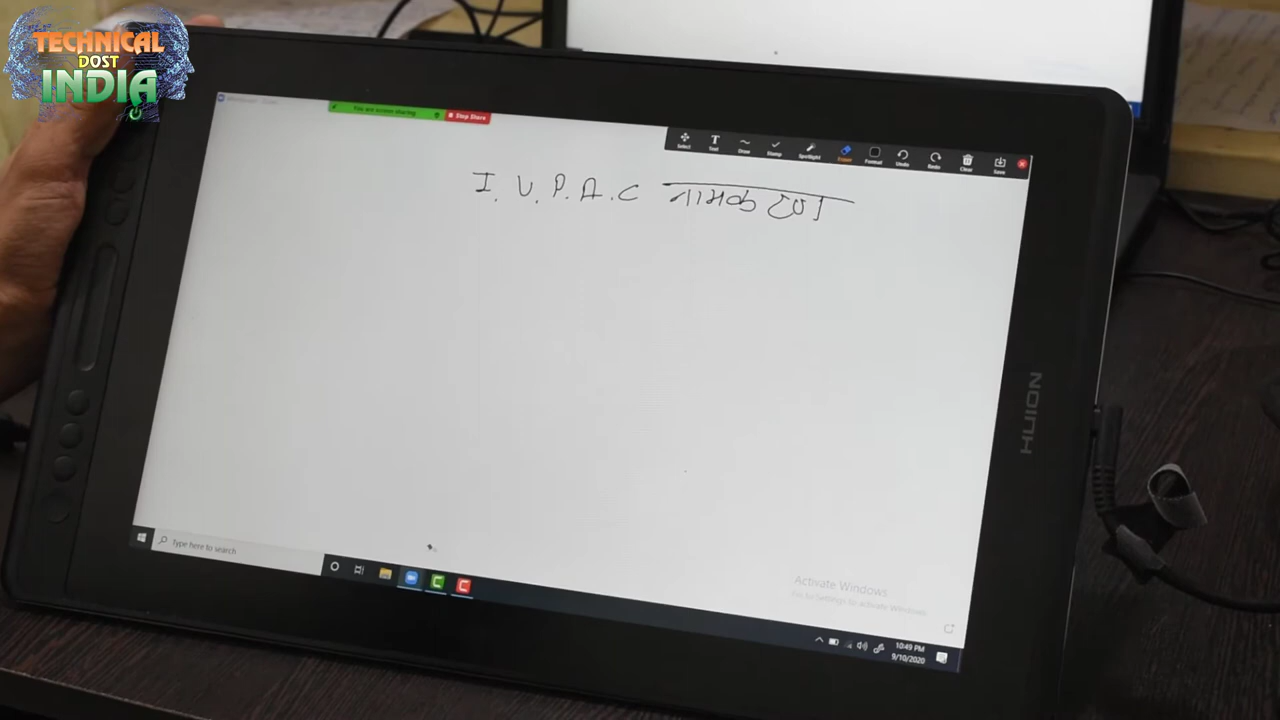 TECHNICAL
DOST
INDIA
You are screen sharing
Stop Share
Select
Text
Draw
Stamp
Spotlight
Eraser
Format
Undo
Redo
Clear
Save
I. U. P. A. C नामकरण
HUION
Type here to search
Activate Windows
Go to Settings to activate Windows.
10:49 PM
9/10/2020